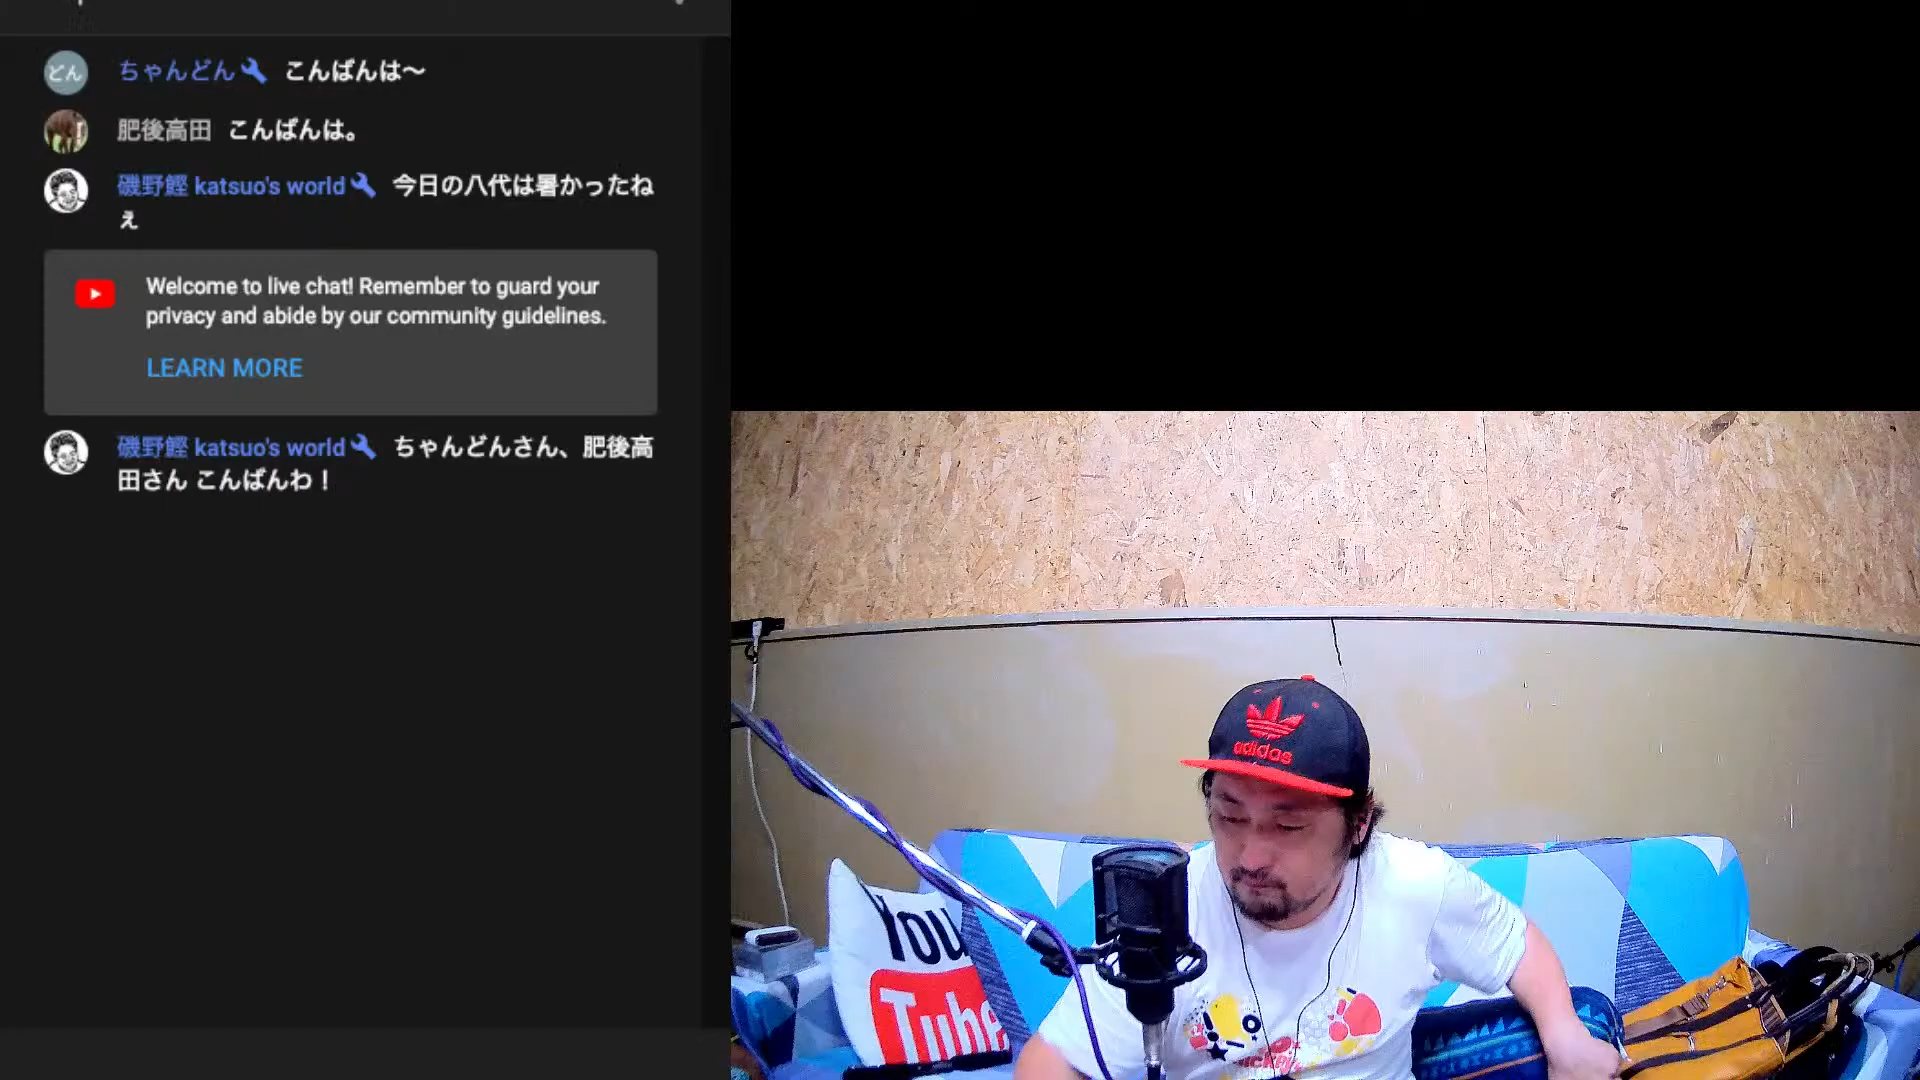 どん ちゃんどん こんばんは～
肥後高田 こんばんは。
磯野鰹 katsuo's world 今日の八代は暑かったね
ぇ
Welcome to live chat! Remember to guard your
privacy and abide by our community guidelines.
LEARN MORE
磯野鰹 katsuo's world ちゃんどんさん、肥後高
田さん こんばんわ！
adidas
You
Tube